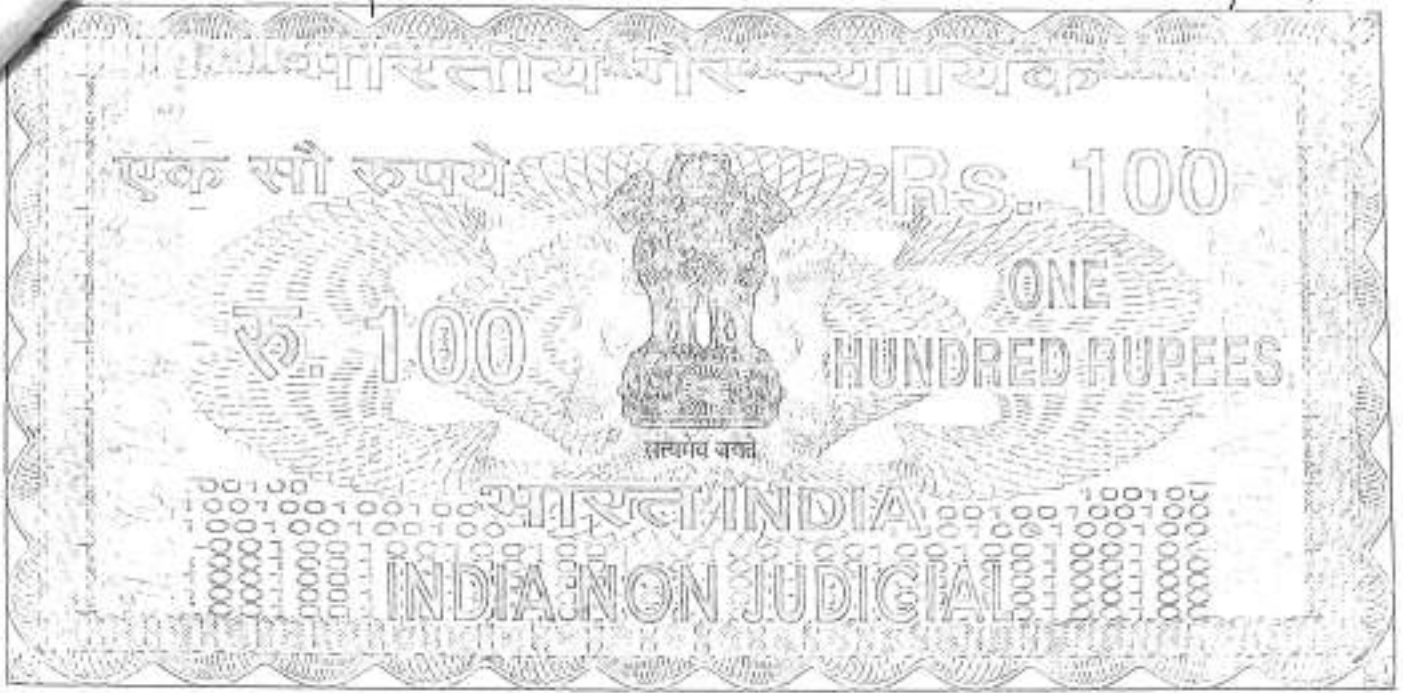 भारतीय गैर न्यायिक
एक सौ रुपये
Rs. 100
रु. 100
ONE
HUNDRED RUPEES
सत्यमेव जयते
भारत INDIA
INDIA NON JUDICIAL